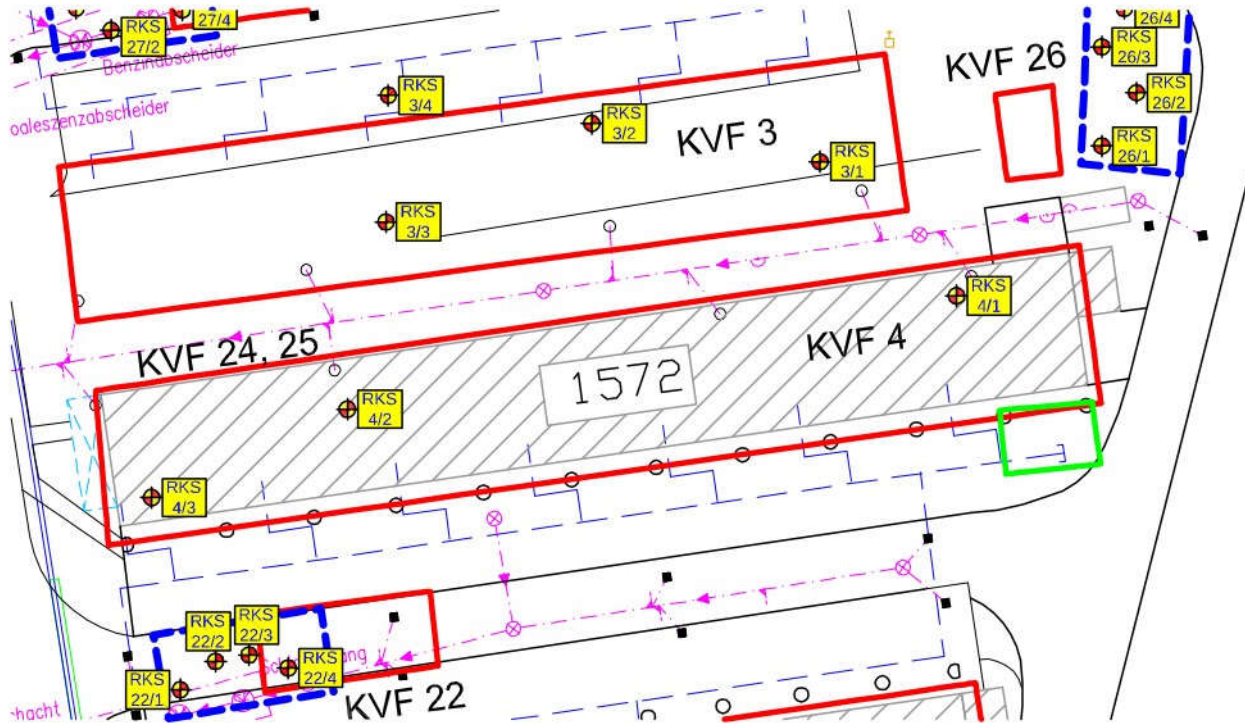 RKS
27/2
27/4
Benzinabscheider
oaleszenzabscheider
RKS
3/4
RKS
3/2
KVF 3
RKS
3/1
RKS
3/3
KVF 26
26/4
RKS
26/3
RKS
26/2
RKS
26/1
KVF 24, 25
KVF 4
RKS
4/1
1572
RKS
4/2
RKS
4/3
RKS
22/2
RKS
22/3
RKS
22/4
RKS
22/1
KVF 22
hacht